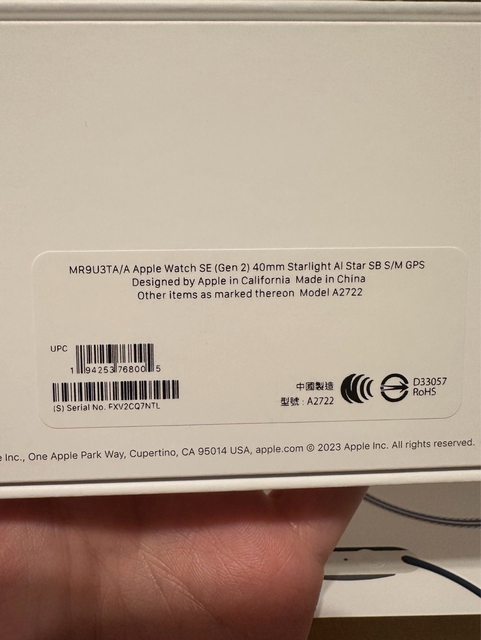 MR9U3TA/A Apple Watch SE (Gen 2) 40mm Starlight Al Star SB S/M GPS
Designed by Apple in California Made in China
Other items as marked thereon Model A2722
UPC
1 94253 76800 5
(S) Serial No. FXV2CQ7NTL
中國製造
型號：A2722
D33057
RoHS
Inc., One Apple Park Way, Cupertino, CA 95014 USA, apple.com © 2023 Apple Inc. All rights reserved.